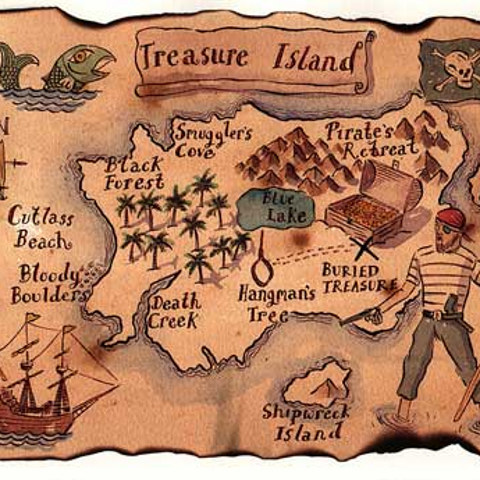 Treasure Island
N
Smuggler's
Cove
Pirate's
Retreat
Black
Forest
Blue
Lake
Cutlass
Beach
Bloody
Boulders
BURIED
TREASURE
Hangman's
Tree
Death
Creek
Shipwreck
Island